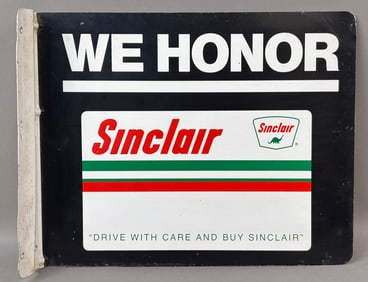 WE HONOR
Sinclair
Sinclair
"DRIVE WITH CARE AND BUY SINCLAIR"